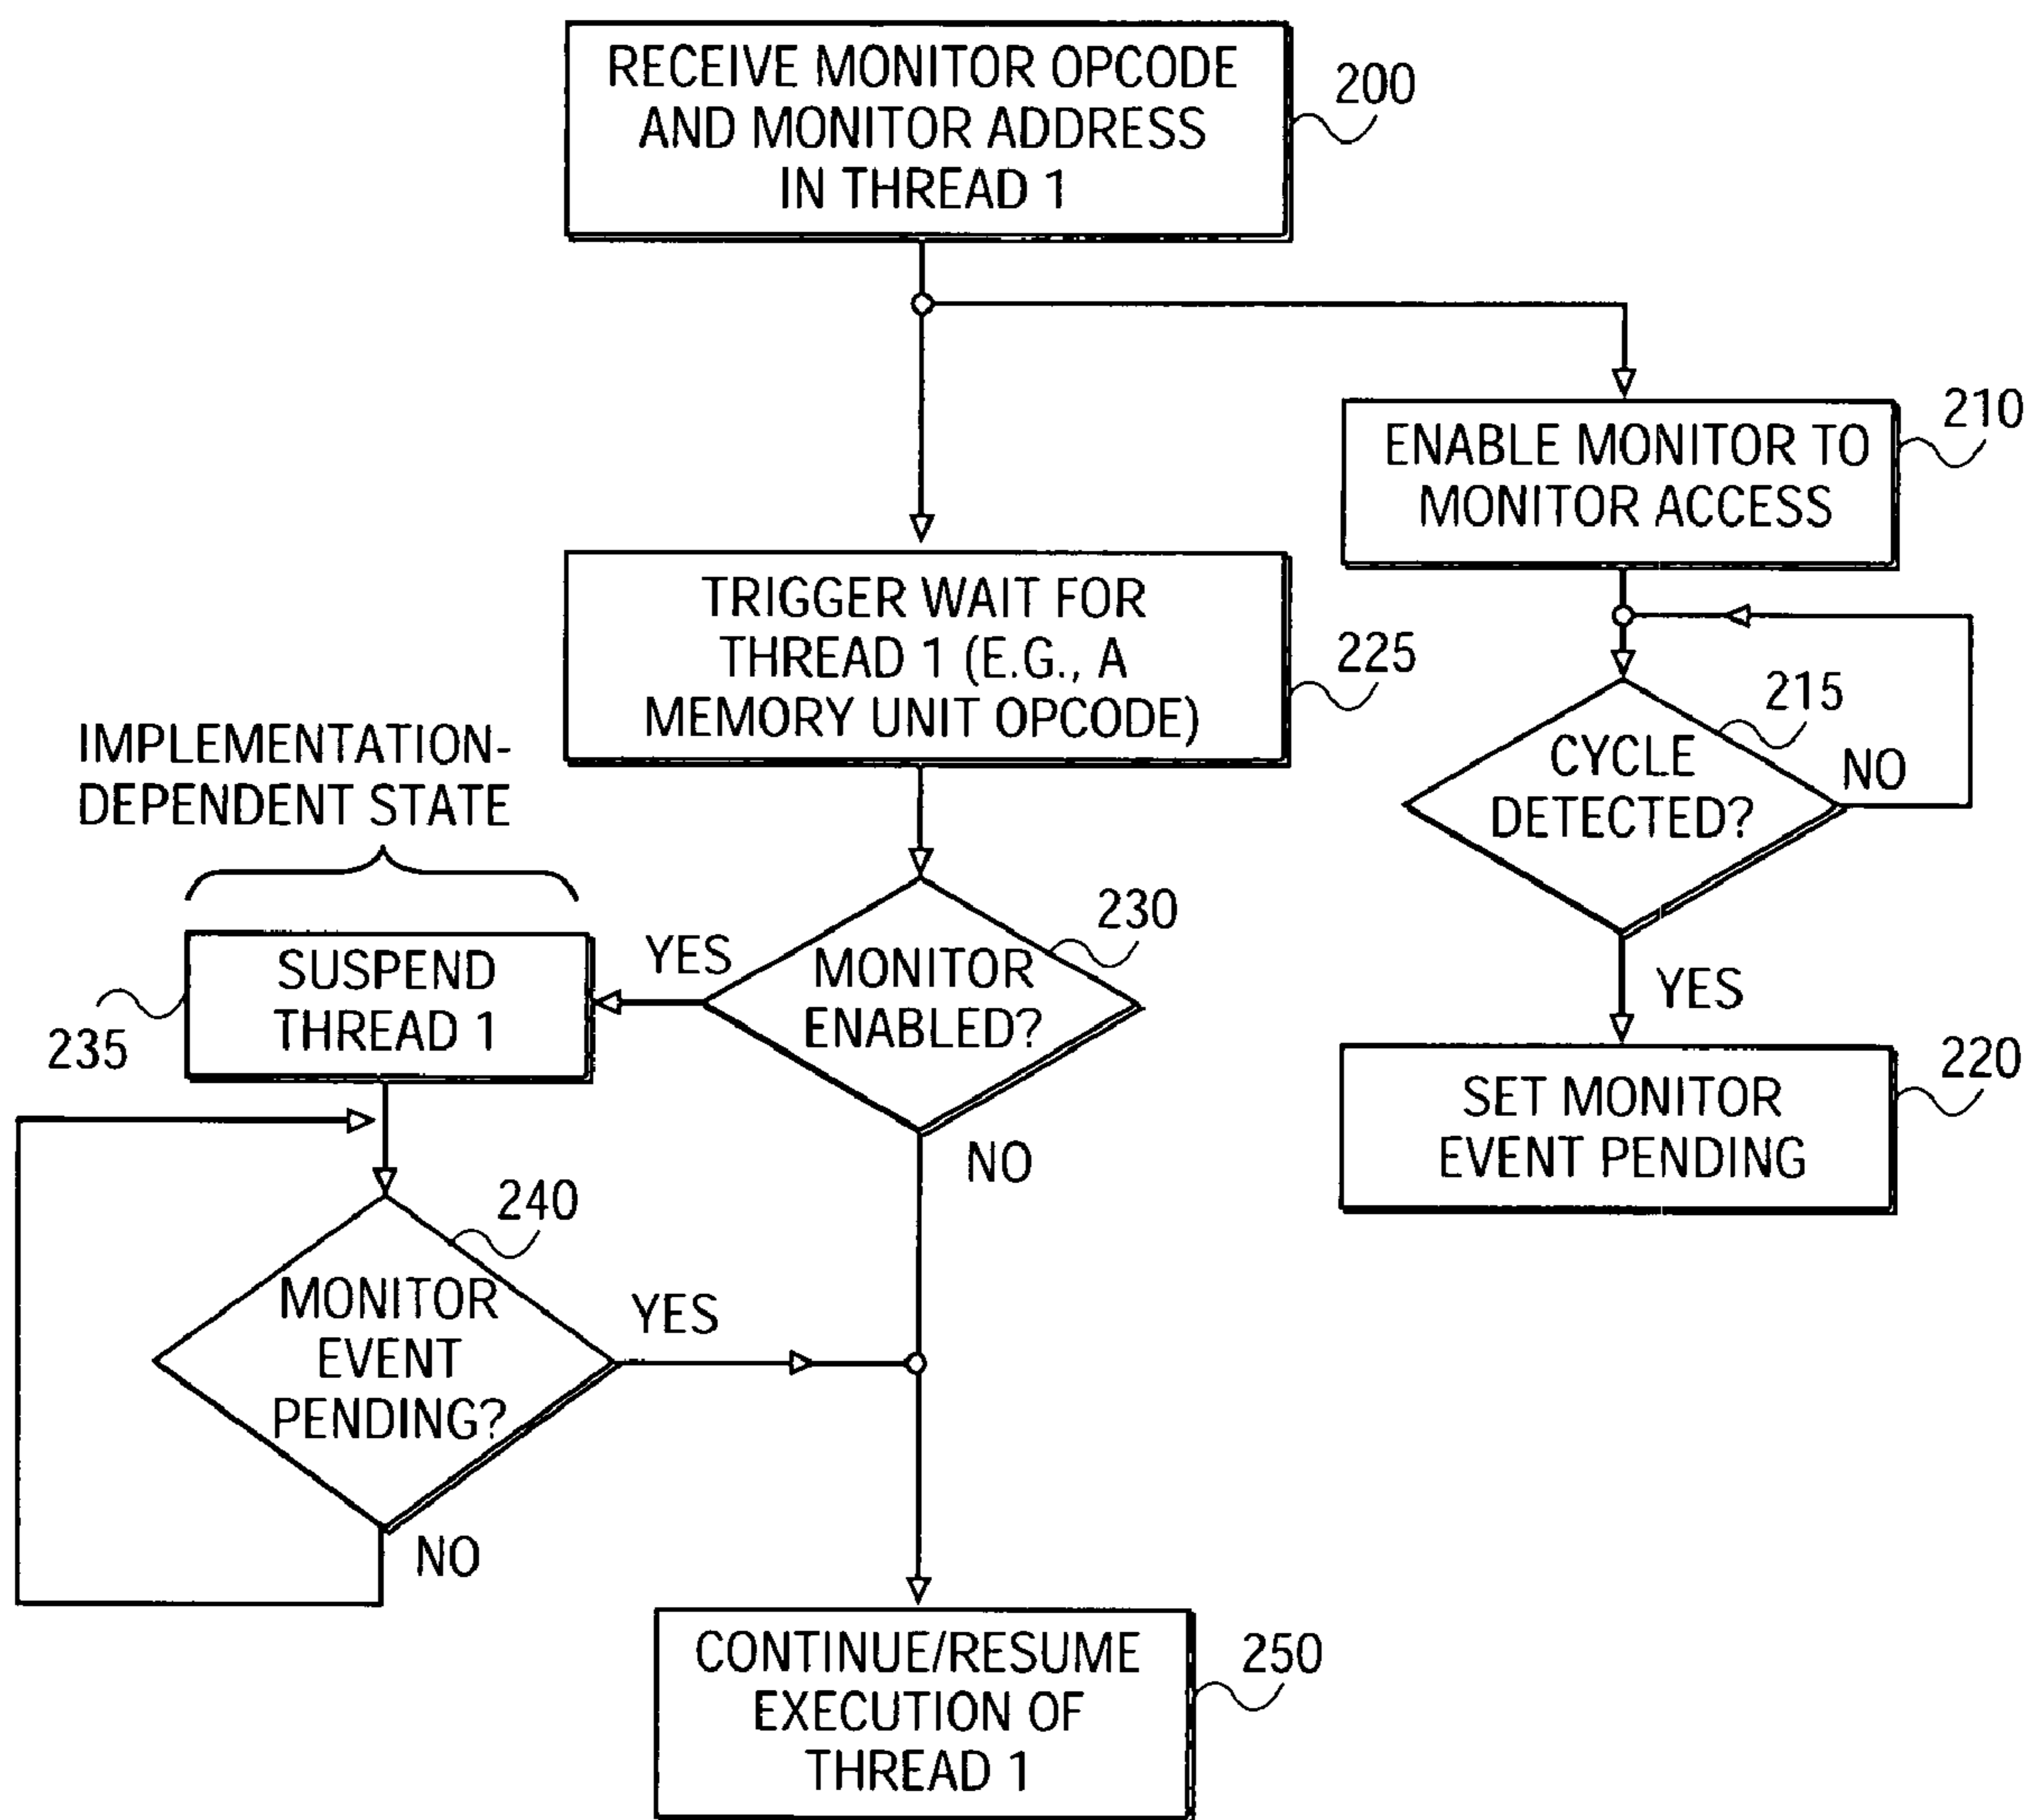 RECEIVE MONITOR OPCODE
AND MONITOR ADDRESS
IN THREAD 1
200
ENABLE MONITOR TO
MONITOR ACCESS
210
TRIGGER WAIT FOR
THREAD 1 (E.G., A
MEMORY UNIT OPCODE)
225
CYCLE
DETECTED?
215
NO
YES
IMPLEMENTATION-
DEPENDENT STATE
SUSPEND
THREAD 1
235
YES
MONITOR
ENABLED?
230
NO
SET MONITOR
EVENT PENDING
220
MONITOR
EVENT
PENDING?
240
YES
NO
CONTINUE/RESUME
EXECUTION OF
THREAD 1
250